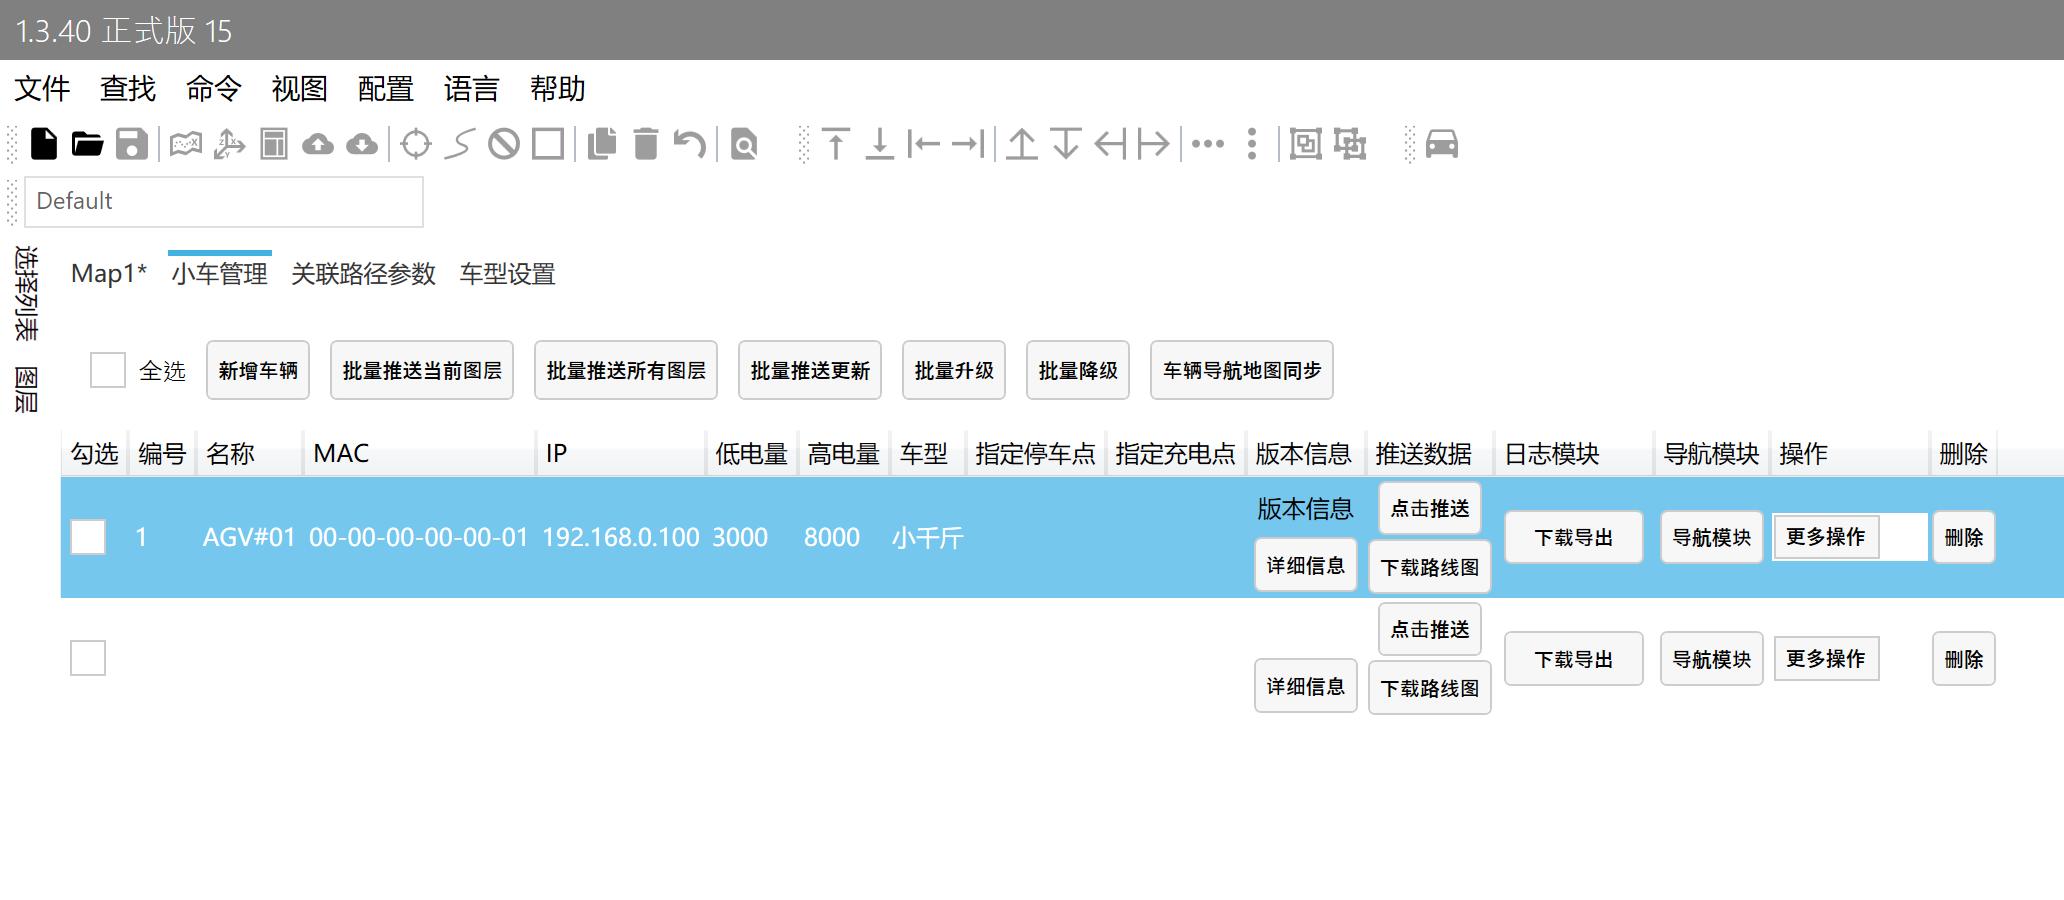 1.3.40 正式版 15
文件 查找 命令 视图 配置 语言 帮助
Default
选择列表
图层
Map1* 小车管理 关联路径参数 车型设置
全选 新增车辆 批量推送当前图层 批量推送所有图层 批量推送更新 批量升级 批量降级 车辆导航地图同步
勾选 编号 名称 MAC IP 低电量 高电量 车型 指定停车点 指定充电点 版本信息 推送数据 日志模块 导航模块 操作 删除
版本信息 点击推送
1 AGV#01 00-00-00-00-00-01 192.168.0.100 3000 8000 小千斤 下载导出 导航模块 更多操作 删除
详细信息 下载路线图
点击推送
下载导出 导航模块 更多操作 删除
详细信息 下载路线图